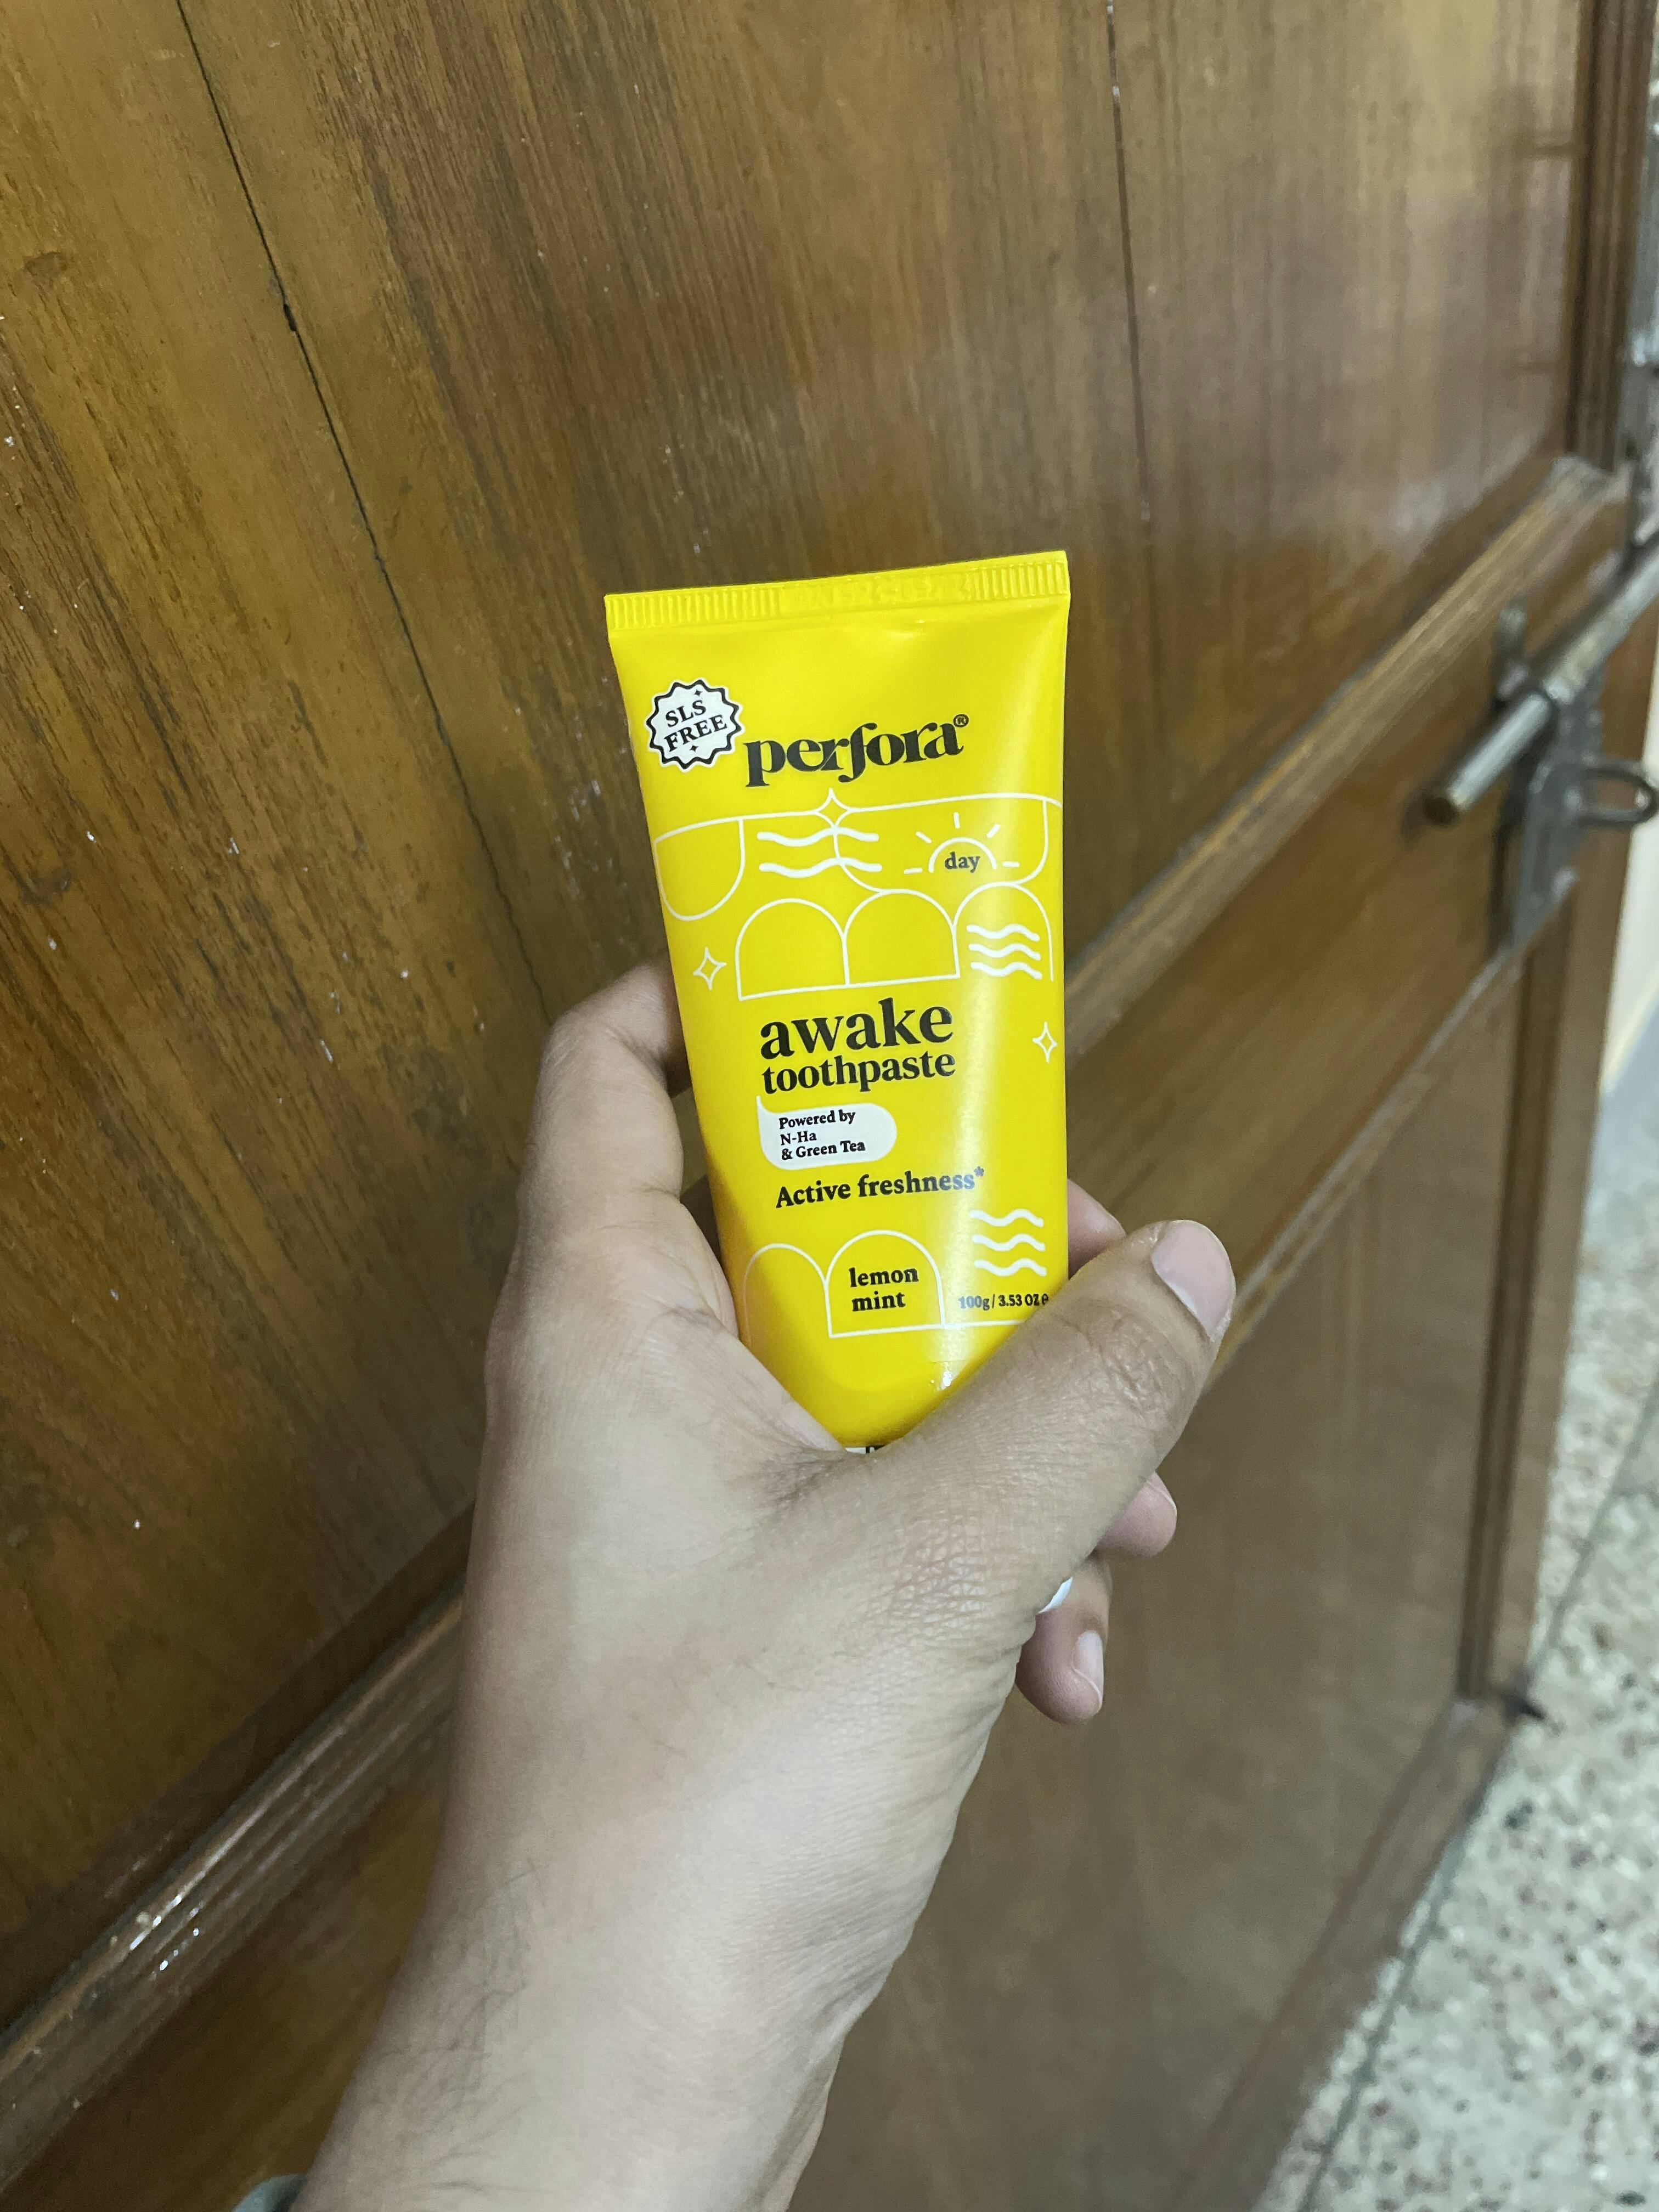 SLS
FREE
perfora®
day
awake
toothpaste
Powered by
N-Ha
& Green Tea
Active freshness*
lemon
mint
100g/3.53 OZ e